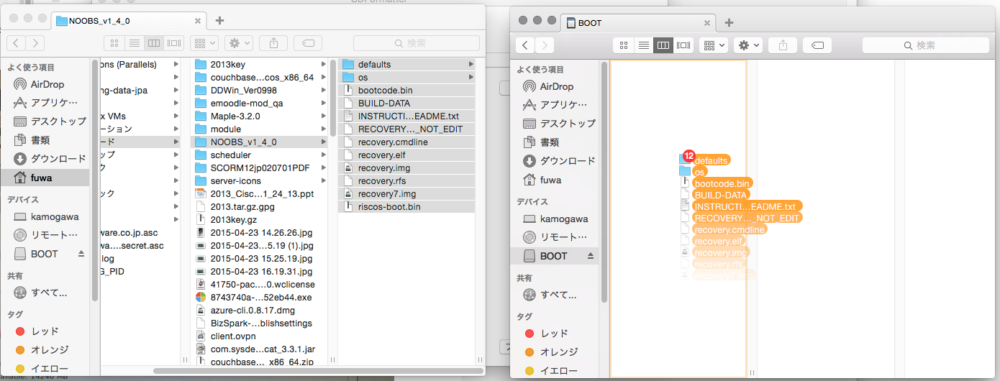 SDFormatter
NOOBS_v1_4_0
検索
よく使う項目
AirDrop
アプリケ…
デスクトップ
書類
ダウンロード
fuwa
デバイス
kamogawa
リモート…
BOOT
共有
すべて...
タグ
レッド
オレンジ
イエロー
ons (Parallels)
ng-data-jpa
x VMs
ーション
ード
ップ
ク
ック
ware.co.jp.asc
wa….secret.asc
.log
G_PID
2013key
couchbase…cos_x86_64
DDWin_Ver0998
emoodle-mod_qa
Maple-3.2.0
module
NOOBS_v1_4_0
scheduler
SCORM12jp020701PDF
server-icons
2013_Cisc…1_24_13.ppt
2013.tar.gz.gpg
2013key.gz
2015-04-23 14.26.26.jpg
2015-04-23…5.19 (1).jpg
2015-04-23 15.25.19.jpg
2015-04-23 16.19.31.jpg
41750-pac…0.wclicense
8743740a-…52eb44.exe
azure-cli.0.8.17.dmg
BizSpark-…blishsettings
client.ovpn
com.sysde…cat_3.3.1.jar
couchbase…_x86_64.zip
defaults
os
bootcode.bin
BUILD-DATA
INSTRUCTI…EADME.txt
RECOVERY…_NOT_EDIT
recovery.cmdline
recovery.elf
recovery.img
recovery.rfs
recovery7.img
riscos-boot.bin
ailable: 14240 MB
BOOT
検索
よく使う項目
AirDrop
アプリケ…
デスクトップ
書類
ダウンロード
fuwa
デバイス
kamogawa
リモート…
BOOT
共有
すべて...
タグ
レッド
オレンジ
イエロー
12
defaults
os
bootcode.bin
BUILD-DATA
INSTRUCTI…EADME.txt
RECOVERY…_NOT_EDIT
recovery.cmdline
recovery.elf
recovery.img
recovery.rfs
recovery7.img